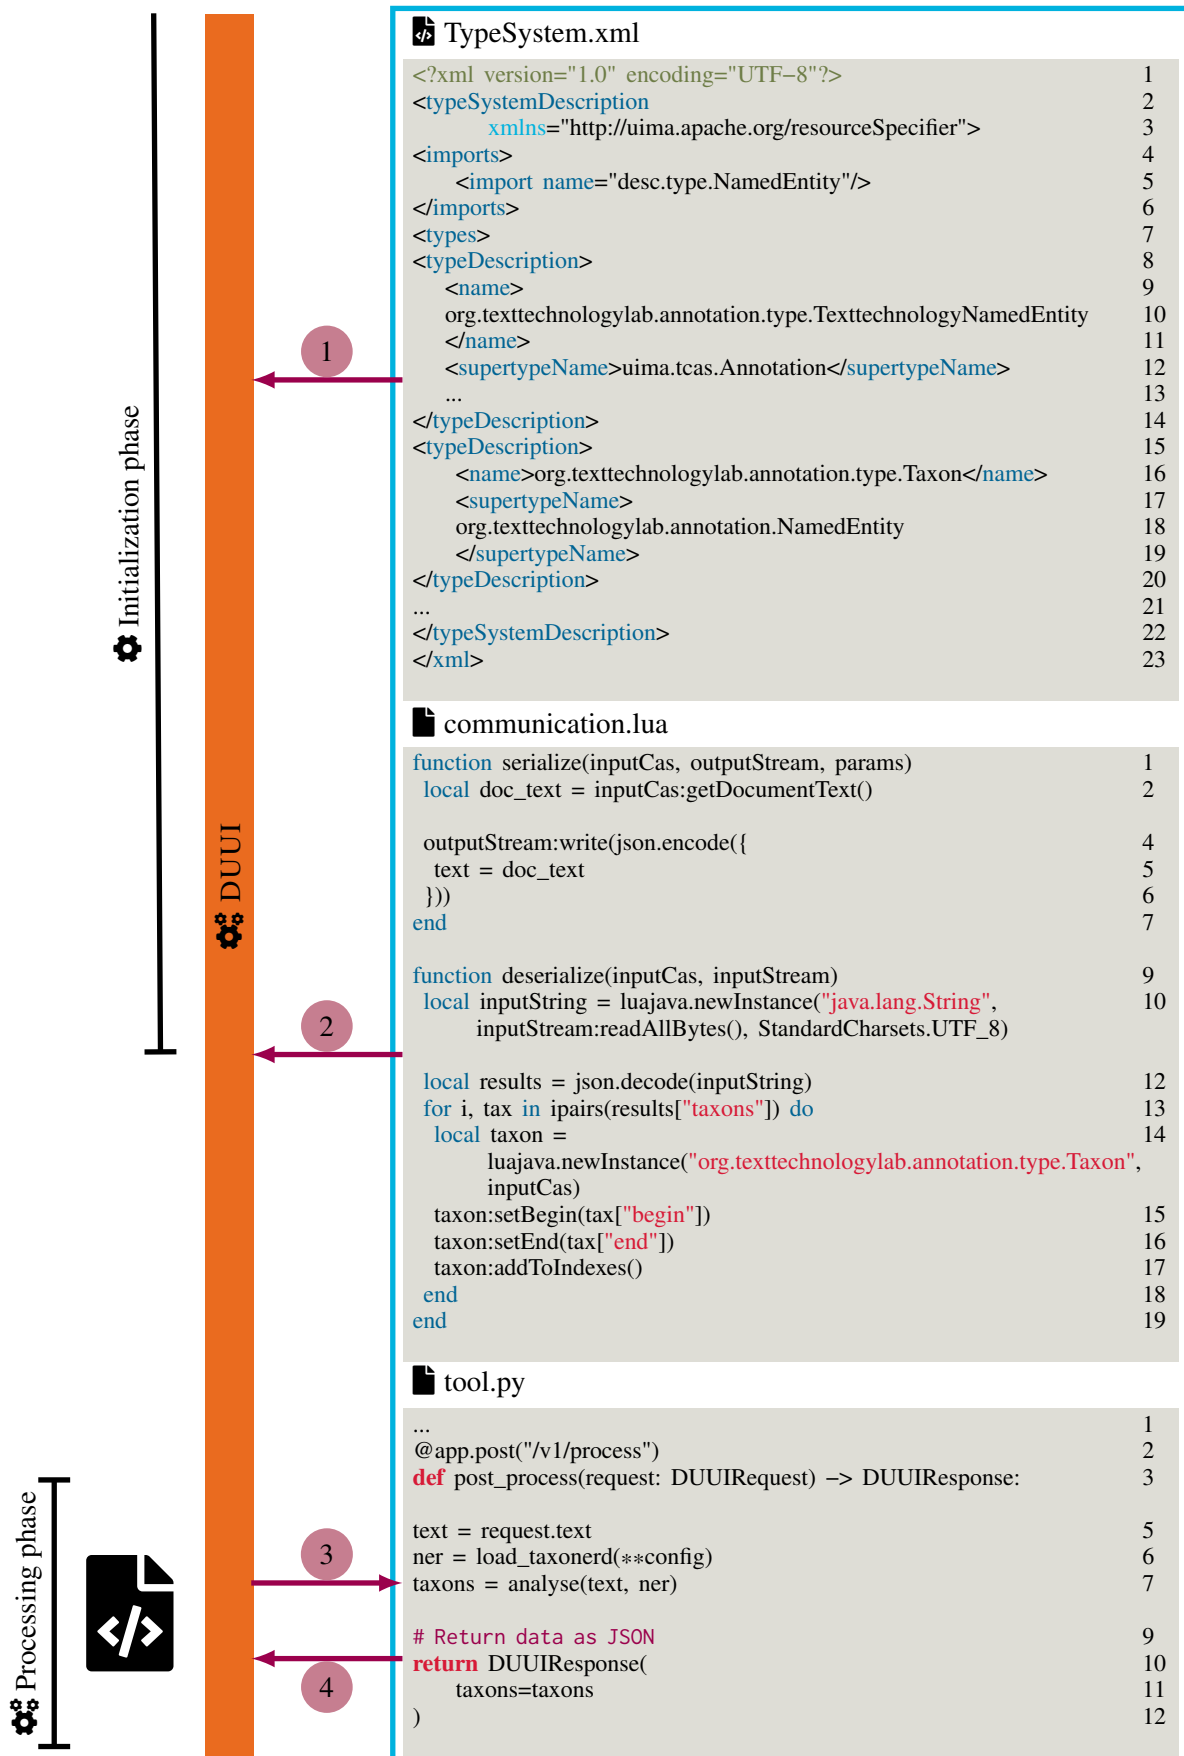 TypeSystem.xml
<?xml version="1.0" encoding="UTF−8"?> 1
<typeSystemDescription 2
xmlns="http://uima.apache.org/resourceSpecifier"> 3
<imports> 4
<import name="desc.type.NamedEntity"/> 5
</imports> 6
<types> 7
<typeDescription> 8
<name> 9
org.texttechnologylab.annotation.type.TexttechnologyNamedEntity 10
</name> 11
<supertypeName>uima.tcas.Annotation</supertypeName> 12
... 13
</typeDescription> 14
<typeDescription> 15
<name>org.texttechnologylab.annotation.type.Taxon</name> 16
<supertypeName> 17
org.texttechnologylab.annotation.NamedEntity 18
</supertypeName> 19
</typeDescription> 20
... 21
</typeSystemDescription> 22
</xml> 23
communication.lua
function serialize(inputCas, outputStream, params) 1
local doc_text = inputCas:getDocumentText() 2
outputStream:write(json.encode({ 4
text = doc_text 5
})) 6
end 7
function deserialize(inputCas, inputStream) 9
local inputString = luajava.newInstance("java.lang.String", 10
inputStream:readAllBytes(), StandardCharsets.UTF_8)
local results = json.decode(inputString) 12
for i, tax in ipairs(results["taxons"]) do 13
local taxon = 14
luajava.newInstance("org.texttechnologylab.annotation.type.Taxon",
inputCas)
taxon:setBegin(tax["begin"]) 15
taxon:setEnd(tax["end"]) 16
taxon:addToIndexes() 17
end 18
end 19
tool.py
... 1
@app.post("/v1/process") 2
def post_process(request: DUUIRequest) −> DUUIResponse: 3
text = request.text 5
ner = load_taxonerd(**config) 6
taxons = analyse(text, ner) 7
# Return data as JSON 9
return DUUIResponse( 10
taxons=taxons 11
) 12
Initialization phase
DUUI
Processing phase
1
2
3
4